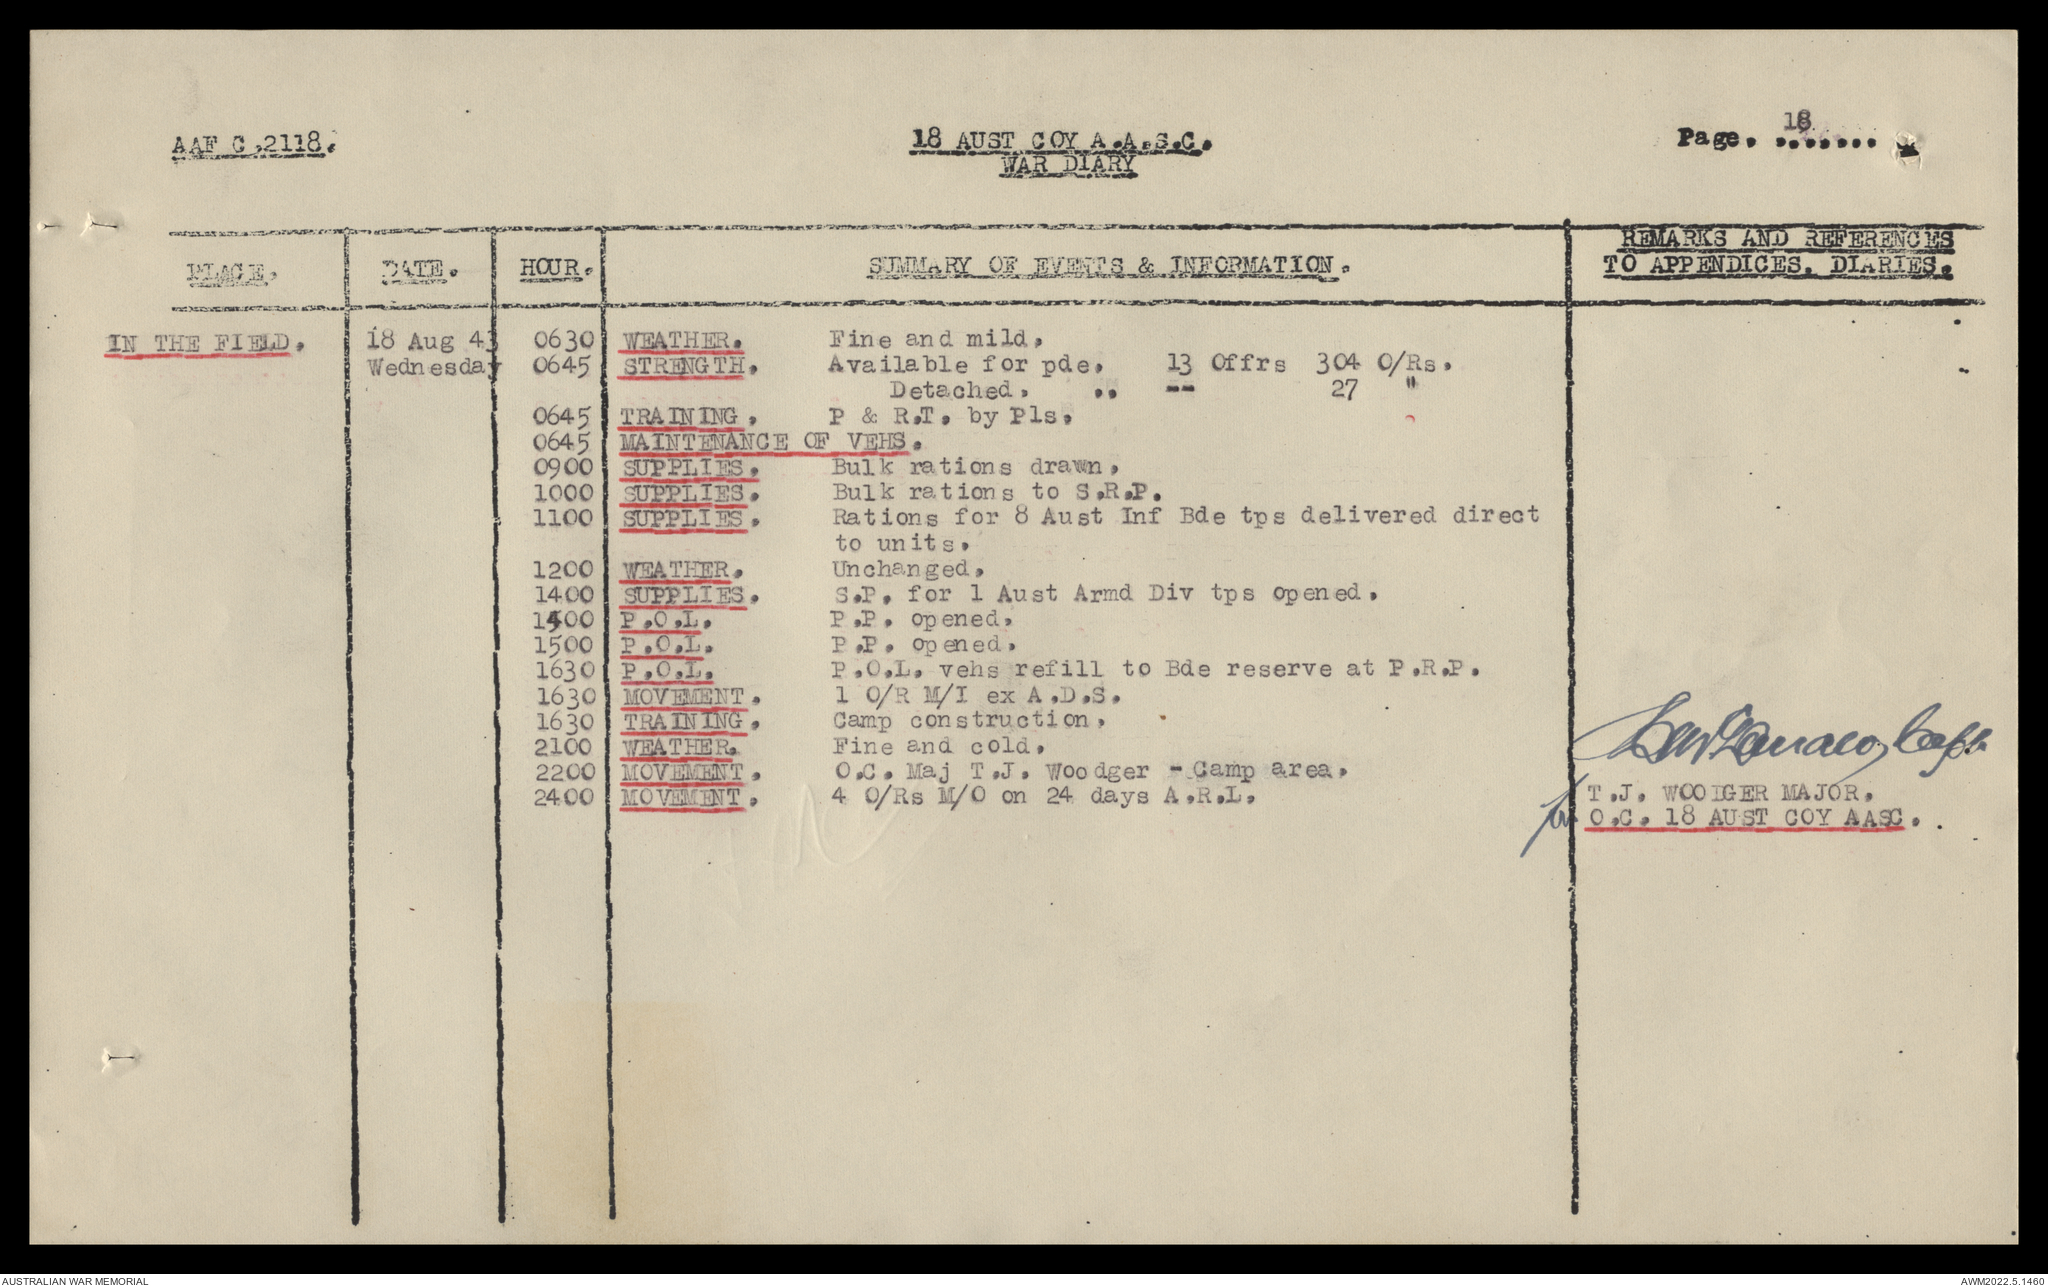 AAF C.2118.
18 AUST COY A.A.S.C.
WAR DIARY
Page. 18
PLACE.
DATE.
HOUR.
SUMMARY OF EVENTS & INFORMATION.
REMARKS AND REFERENCES
TO APPENDICES. DIARIES.
IN THE FIELD. 18 Aug 43 0630 WEATHER. Fine and mild.
Wednesday 0645 STRENGTH. Available for pde. 13 Offrs 304 O/Rs.
Detached. .. -- 27 "
0645 TRAINING. P & R.T. by Pls.
0645 MAINTENANCE OF VEHS.
0900 SUPPLIES. Bulk rations drawn.
1000 SUPPLIES. Bulk rations to S.R.P.
1100 SUPPLIES. Rations for 8 Aust Inf Bde tps delivered direct
to units.
1200 WEATHER. Unchanged.
1400 SUPPLIES. S.P. for 1 Aust Armd Div tps opened.
P.O.L. P.P. opened.
1500 P.O.L. P.P. opened.
1630 P.O.L. P.O.L. vehs refill to Bde reserve at P.R.P.
1630 MOVEMENT. 1 O/R M/I ex A.D.S.
1630 TRAINING. Camp construction.
2100 WEATHER. Fine and cold.
2200 MOVEMENT. O.C. Maj T.J. Woodger - Camp area.
2400 MOVEMENT. 4 O/Rs M/O on 24 days A.R.L.
Capt.
for T.J. WOODGER MAJOR.
O.C. 18 AUST COY AASC.
AUSTRALIAN WAR MEMORIAL
AWM2022.5.1460